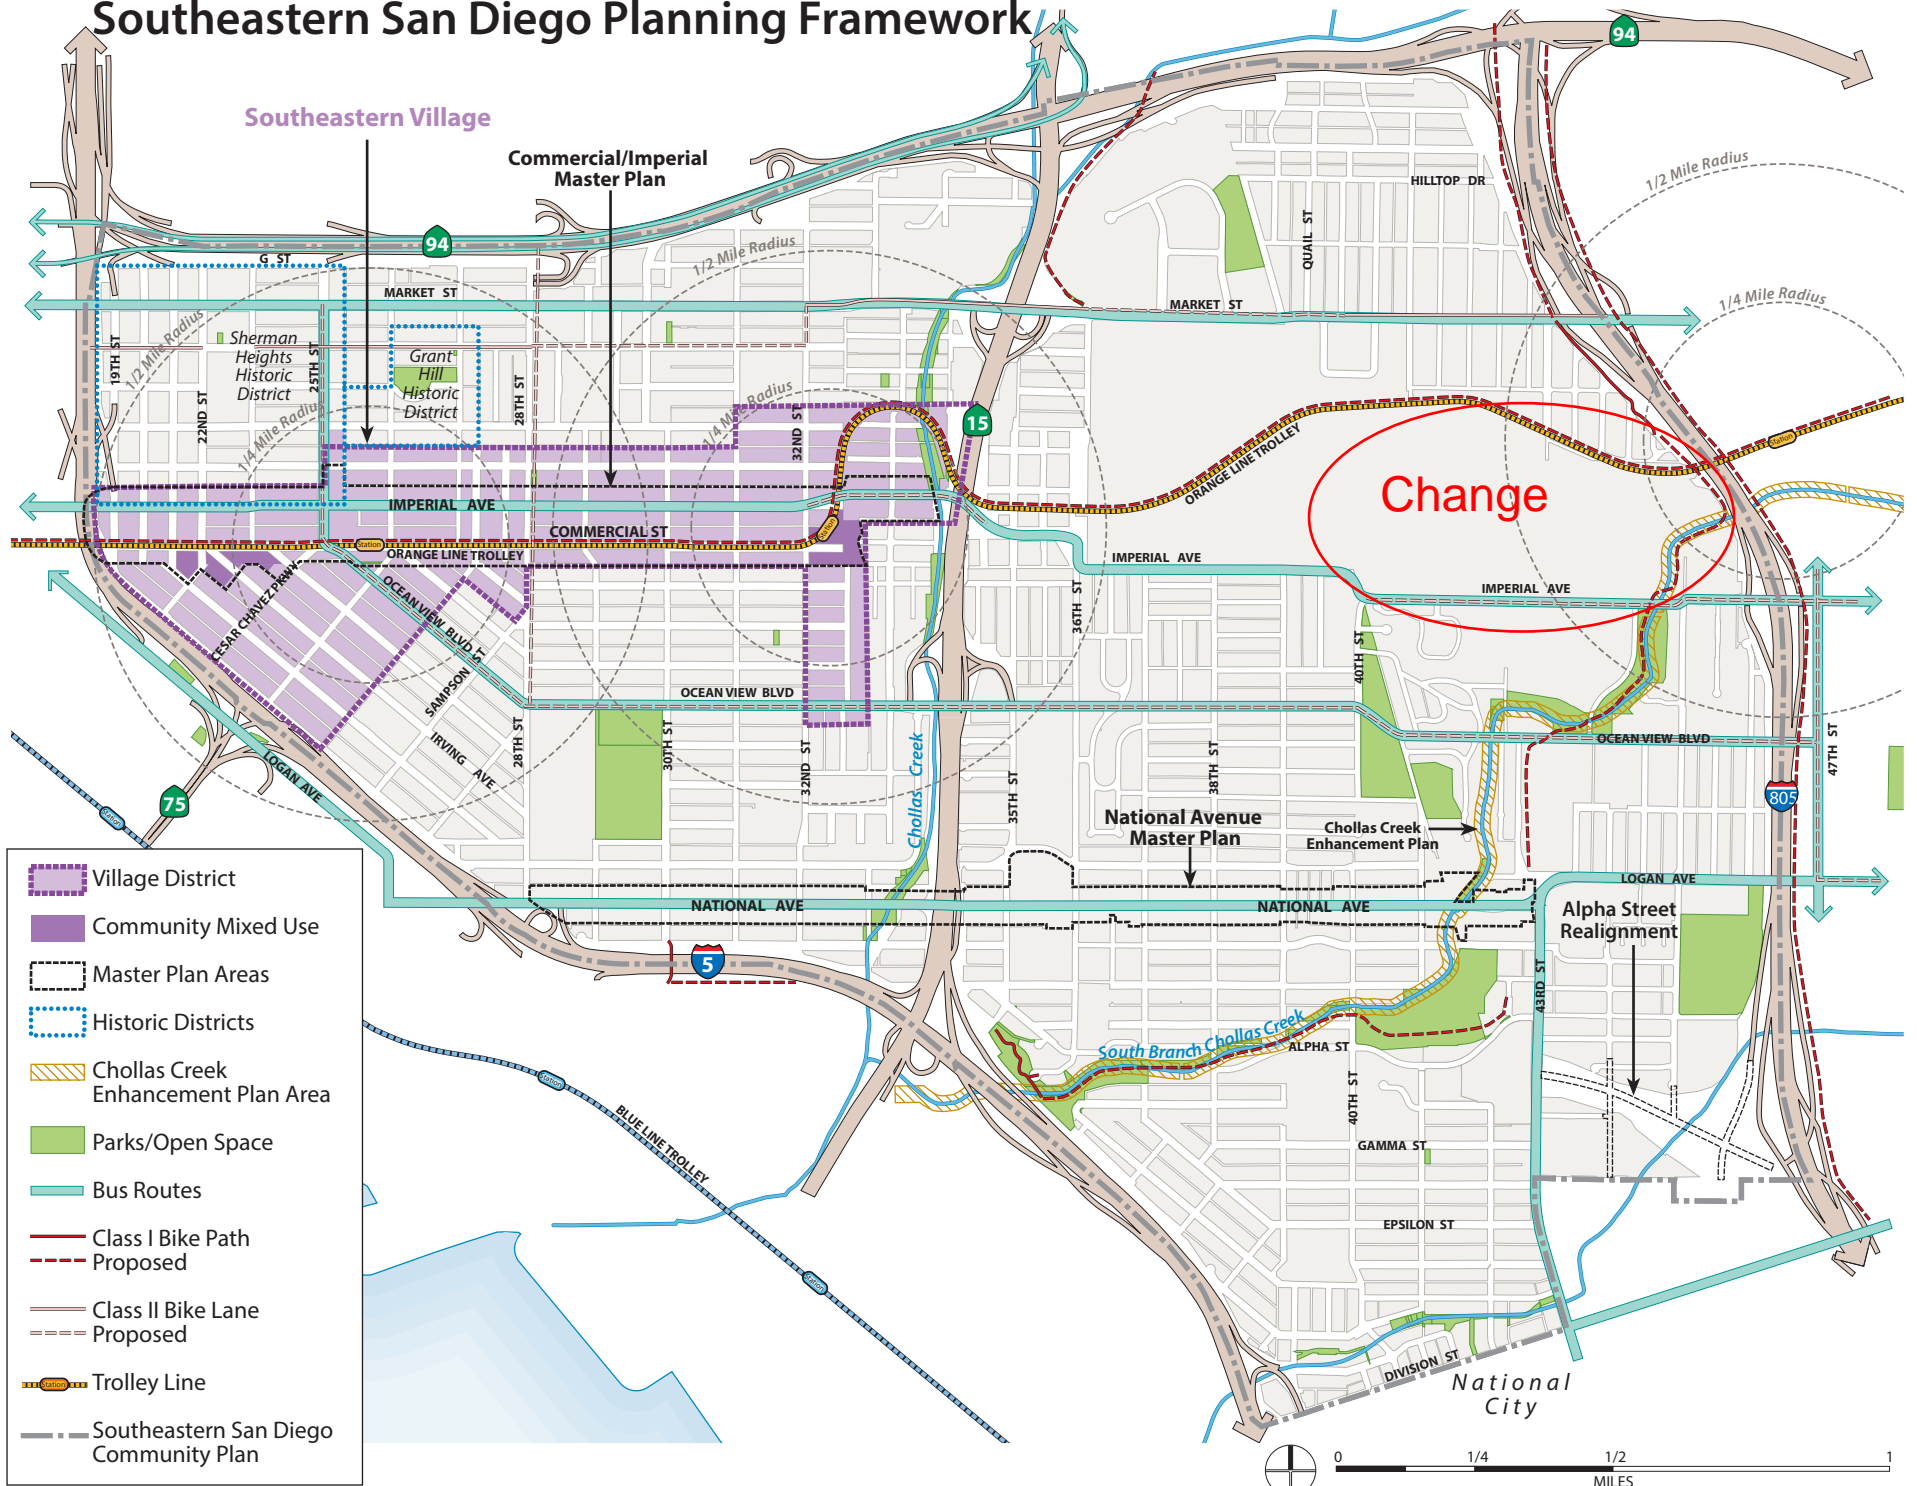 Southeastern San Diego Planning Framework
94
94
Southeastern Village
Commercial/Imperial
Master Plan
1/2 Mile Radius
1/2 Mile Radius
1/4 Mile Radius
HILLTOP DR
QUAIL ST
G ST
MARKET ST
MARKET ST
1/2 Mile Radius
1/4 Mile Radius
1/4 Mile Radius
19TH ST
22ND ST
25TH ST
28TH ST
32ND ST
Sherman
Heights
Historic
District
Grant
Hill
Historic
District
15
Change
Station
ORANGE LINE TROLLEY
IMPERIAL AVE
COMMERCIAL ST
Station
Station
ORANGE LINE TROLLEY
IMPERIAL AVE
IMPERIAL AVE
CESAR CHAVEZ PKWY
OCEAN VIEW BLVD
ST
SAMPSON
IRVING AVE
36TH ST
40TH ST
OCEAN VIEW BLVD
OCEAN VIEW BLVD
28TH ST
30TH ST
32ND ST
35TH ST
38TH ST
47TH ST
Chollas Creek
LOGAN AVE
75
805
Station
National Avenue
Master Plan
Chollas Creek
Enhancement Plan
NATIONAL AVE
NATIONAL AVE
LOGAN AVE
Alpha Street
Realignment
5
43RD ST
South Branch Chollas Creek
ALPHA ST
40TH ST
GAMMA ST
EPSILON ST
DIVISION ST
National
City
Station
BLUE LINE TROLLEY
Station
Village District
Community Mixed Use
Master Plan Areas
Historic Districts
Chollas Creek
Enhancement Plan Area
Parks/Open Space
Bus Routes
Class I Bike Path
Proposed
Class II Bike Lane
Proposed
Station
Trolley Line
Southeastern San Diego
Community Plan
0 1/4 1/2 1
MILES